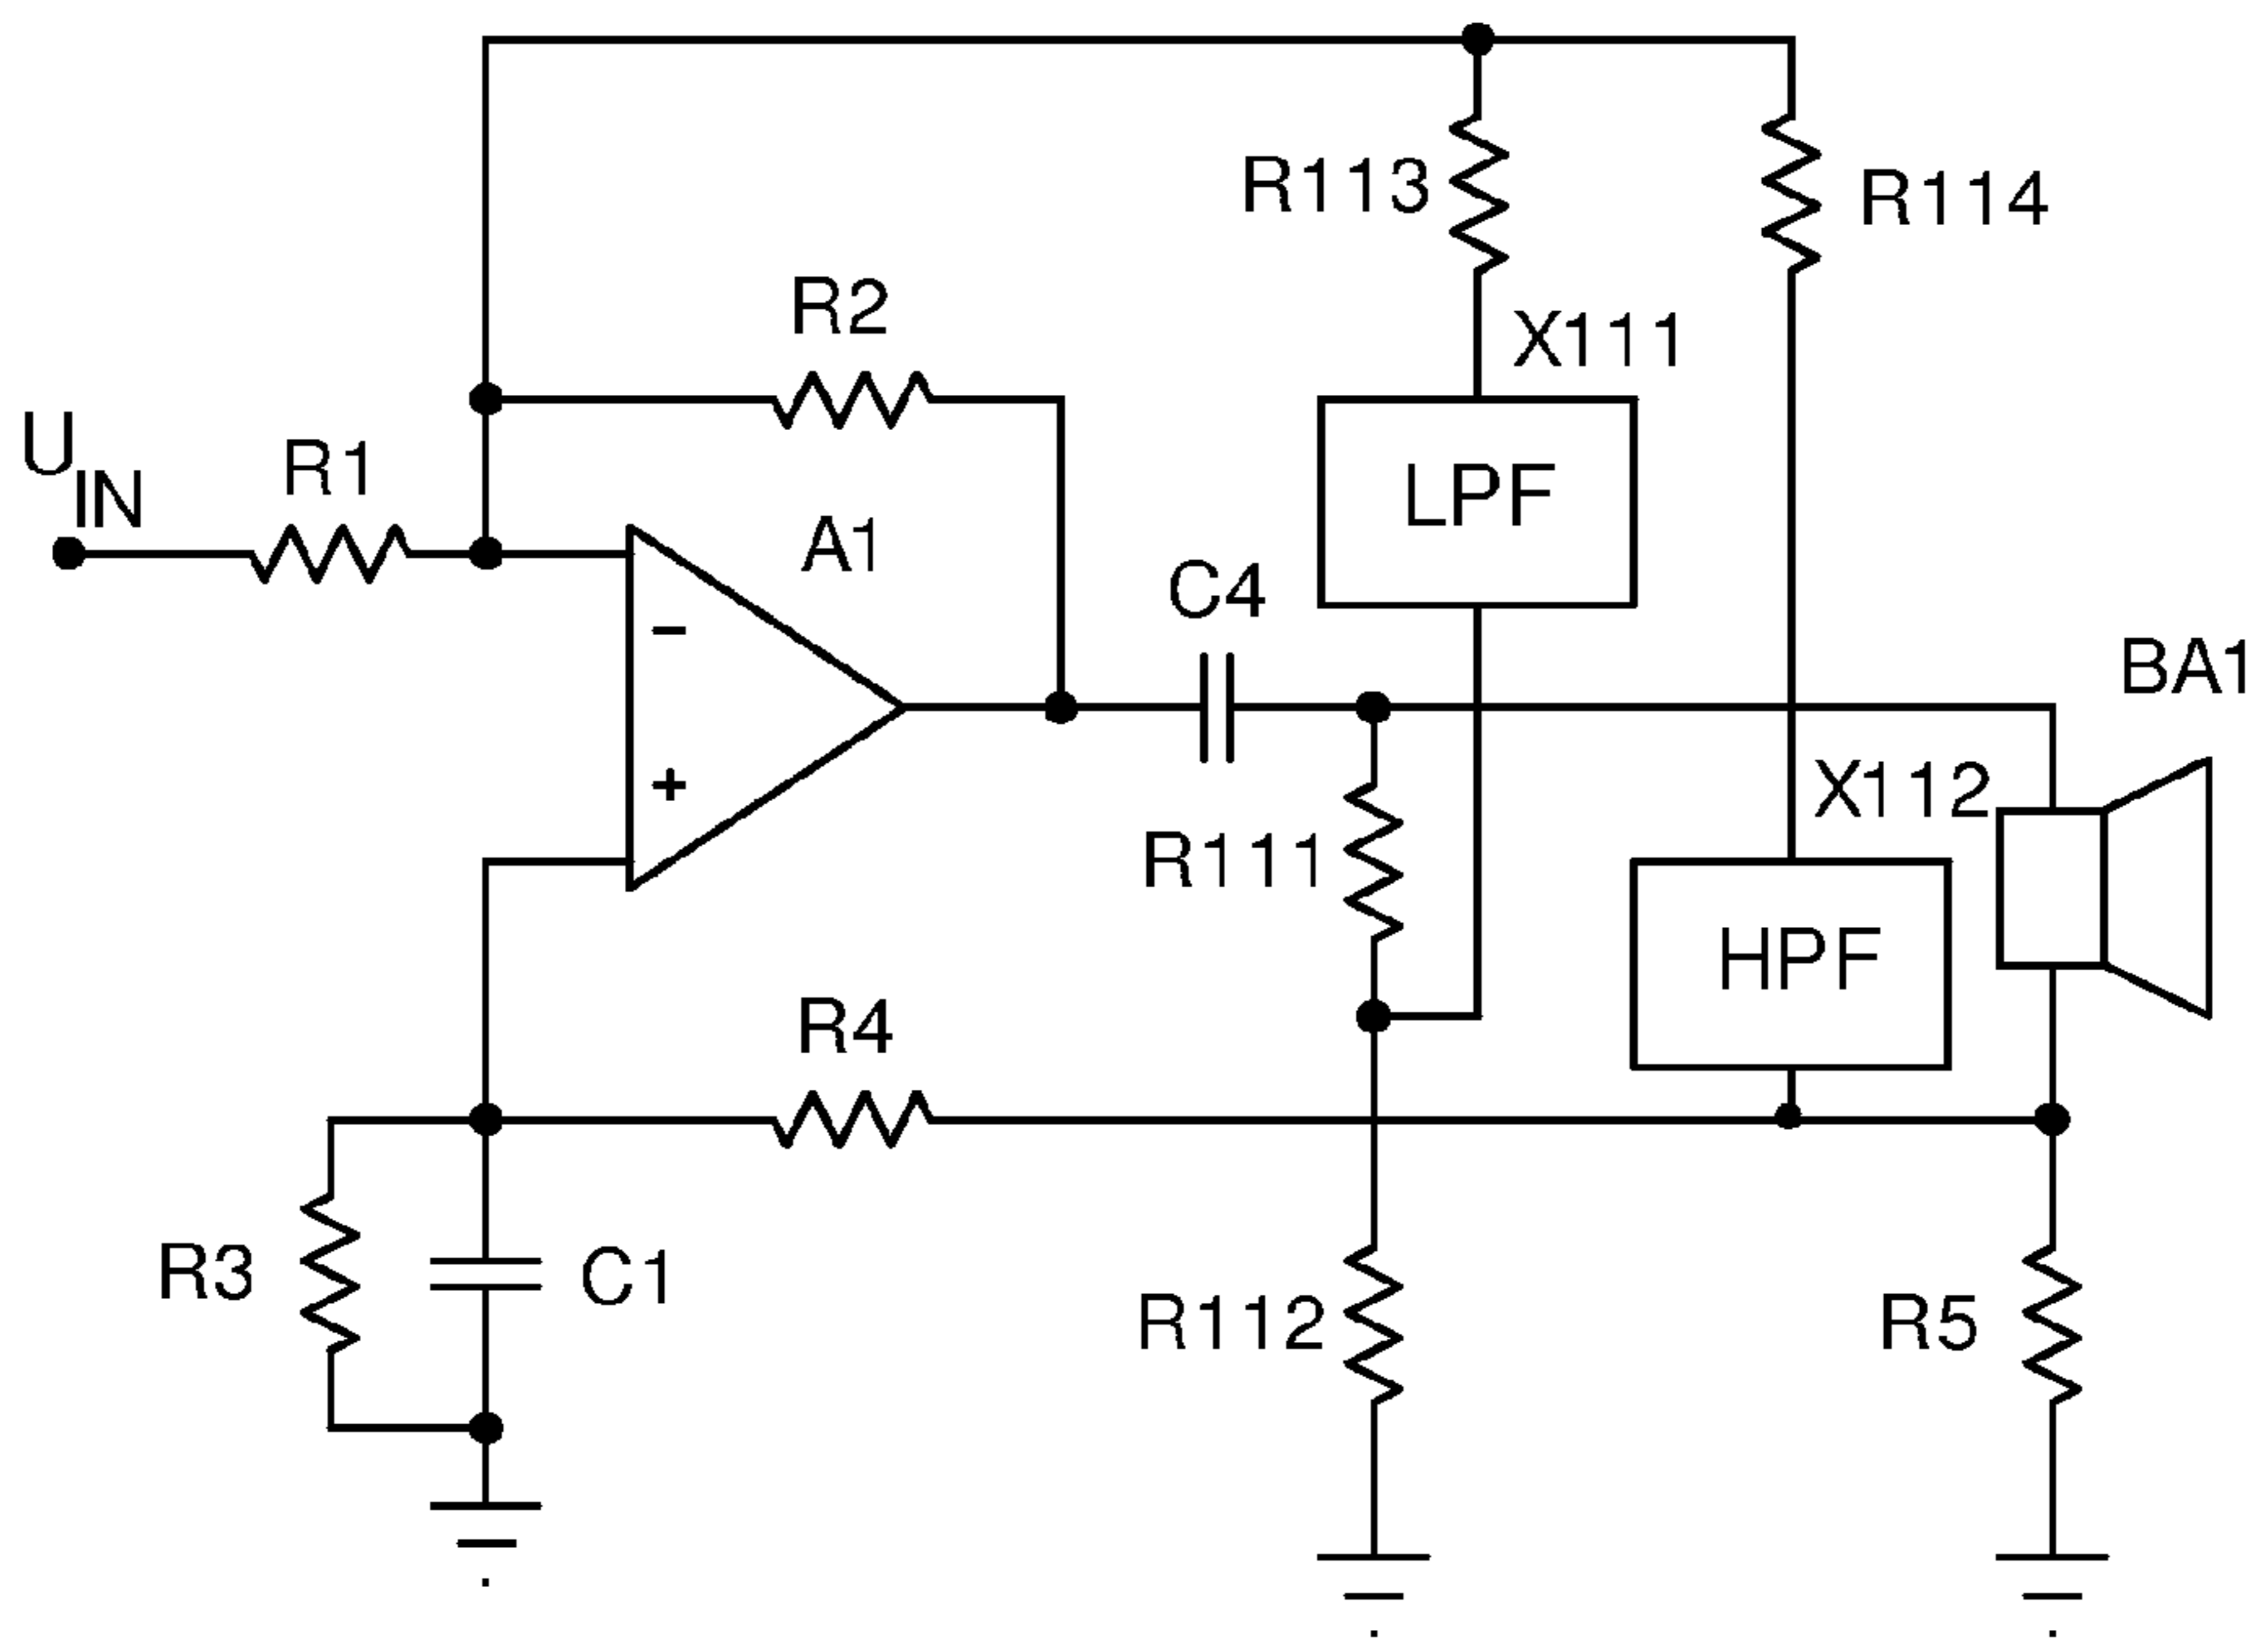 R113
R114
R2
X111
U IN
R1
LPF
A1
C4
BA1
−
X112
+
R111
HPF
R4
R3
C1
R112
R5